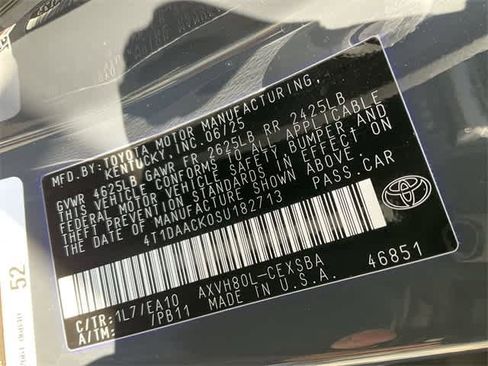 MFD.BY:TOYOTA MOTOR MANUFACTURING,
KENTUCKY, INC. 06/25
GVWR 4625LB GAWR FR 2625LB RR 2425LB
THIS VEHICLE CONFORMS TO ALL APPLICABLE
FEDERAL MOTOR VEHICLE SAFETY, BUMPER, AND
THEFT PREVENTION STANDARDS IN EFFECT ON
THE DATE OF MANUFACTURE SHOWN ABOVE.
4T1DAACK0SU182713 PASS.CAR
TOYOTA
C/TR:1L7/EA10 AXVH80L-CEXSBA 46851
A/TM: /PB11 MADE IN U.S.A.
52